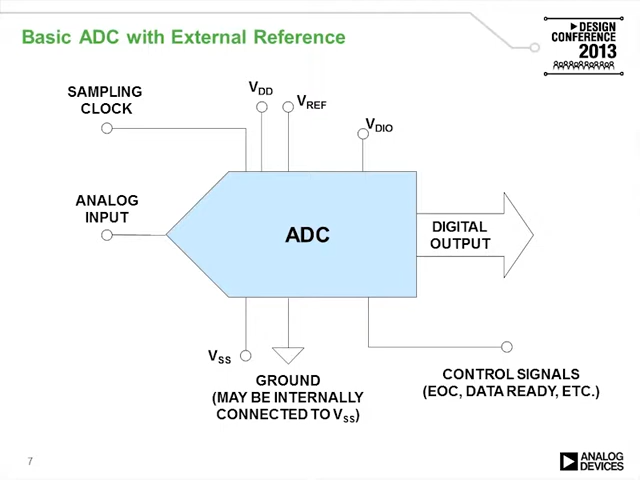 Basic ADC with External Reference
DESIGN
CONFERENCE
2013
SAMPLING
CLOCK
VDD
VREF
VDIO
ANALOG
INPUT
ADC
DIGITAL
OUTPUT
VSS
GROUND
(MAY BE INTERNALLY
CONNECTED TO VSS)
CONTROL SIGNALS
(EOC, DATA READY, ETC.)
7
ANALOG
DEVICES